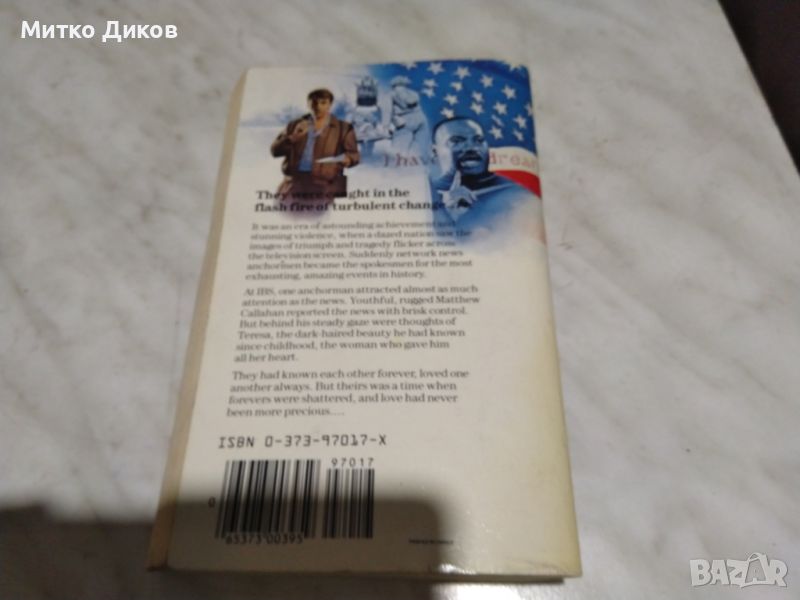 Митко Диков
I have
dream
They were caught in the
flash fire of turbulent change
It was an era of astounding achievement and
stunning violence, when a dazed nation saw the
images of triumph and tragedy flicker across
the television screen. Suddenly network news
anchormen became the spokesmen for the most
exhausting, amazing events in history.
At IBS, one anchorman attracted almost as much
attention as the news. Youthful, rugged Matthew
Callahan reported the news with brisk control.
But behind his steady gaze were thoughts of
Teresa, the dark-haired beauty he had known
since childhood, the woman who gave him
all her heart.
They had known each other forever, loved one
another always. But theirs was a time when
forevers were shattered, and love had never
been more precious....
ISBN 0-373-97017-X
97017
0
65373 00395
BAZAR